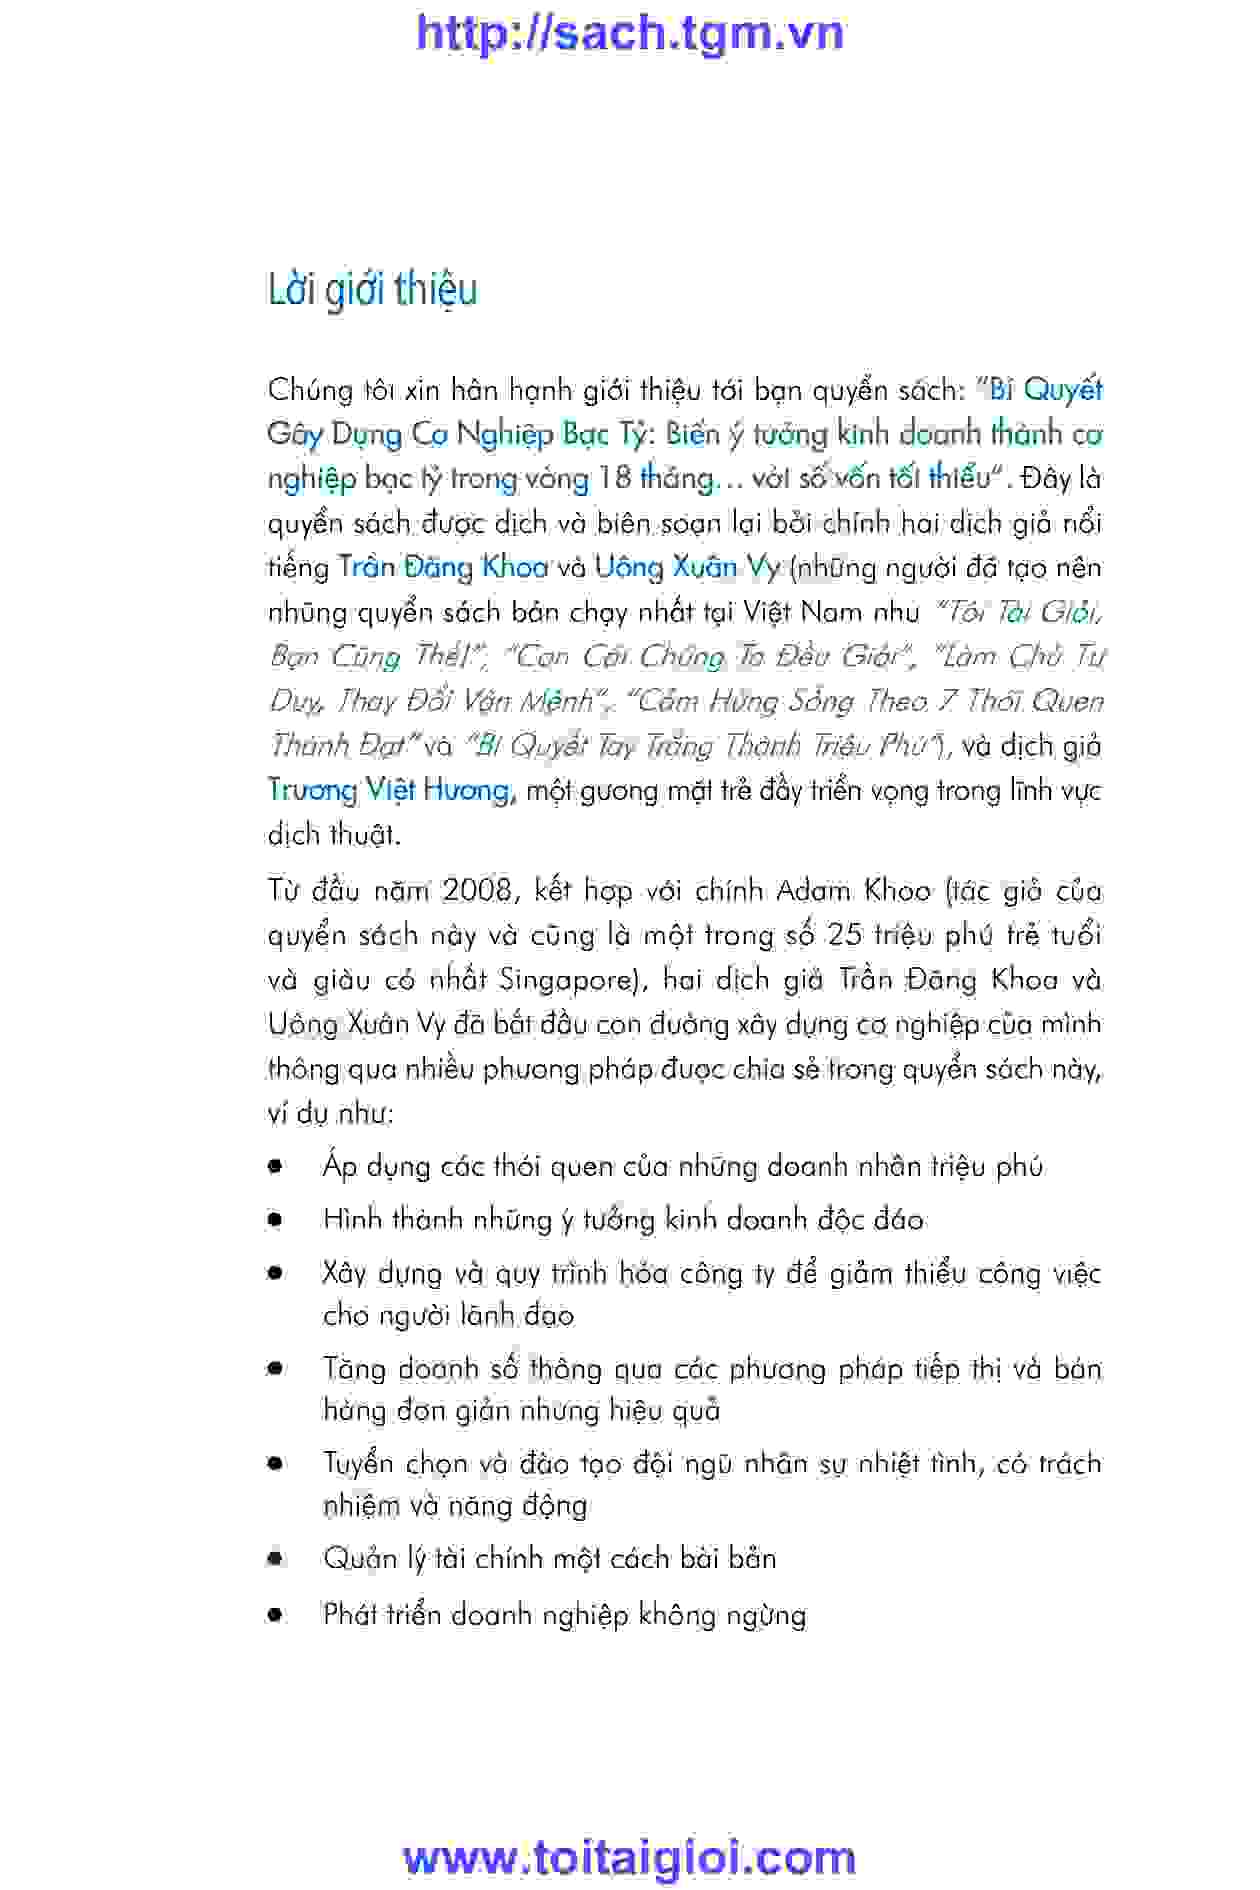 http://sach.tgm.vn
Lời giới thiệu
Chúng tôi xin hân hạnh giới thiệu tới bạn quyển sách: “Bí Quyết
Gây Dựng Cơ Nghiệp Bạc Tỷ: Biến ý tưởng kinh doanh thành cơ
nghiệp bạc tỷ trong vòng 18 tháng... với số vốn tối thiểu“. Đây là
quyển sách được dịch và biên soạn lại bởi chính hai dịch giả nổi
tiếng Trần Đăng Khoa và Uông Xuân Vy (những người đã tạo nên
những quyển sách bán chạy nhất tại Việt Nam như “Tôi Tài Giỏi,
Bạn Cũng Thế!”, “Con Cái Chúng Ta Đều Giỏi”, “Làm Chủ Tư
Duy, Thay Đổi Vận Mệnh”, “Cảm Hứng Sống Theo 7 Thói Quen
Thành Đạt” và “Bí Quyết Tay Trắng Thành Triệu Phú”), và dịch giả
Trương Việt Hương, một gương mặt trẻ đầy triển vọng trong lĩnh vực
dịch thuật.
Từ đầu năm 2008, kết hợp với chính Adam Khoo (tác giả của
quyển sách này và cũng là một trong số 25 triệu phú trẻ tuổi
và giàu có nhất Singapore), hai dịch giả Trần Đăng Khoa và
Uông Xuân Vy đã bắt đầu con đường xây dựng cơ nghiệp của mình
thông qua nhiều phương pháp được chia sẻ trong quyển sách này,
ví dụ như:
● Áp dụng các thói quen của những doanh nhân triệu phú
● Hình thành những ý tưởng kinh doanh độc đáo
● Xây dựng và quy trình hóa công ty để giảm thiểu công việc
cho người lãnh đạo
● Tăng doanh số thông qua các phương pháp tiếp thị và bán
hàng đơn giản nhưng hiệu quả
● Tuyển chọn và đào tạo đội ngũ nhân sự nhiệt tình, có trách
nhiệm và năng động
● Quản lý tài chính một cách bài bản
● Phát triển doanh nghiệp không ngừng
www.toitaigioi.com